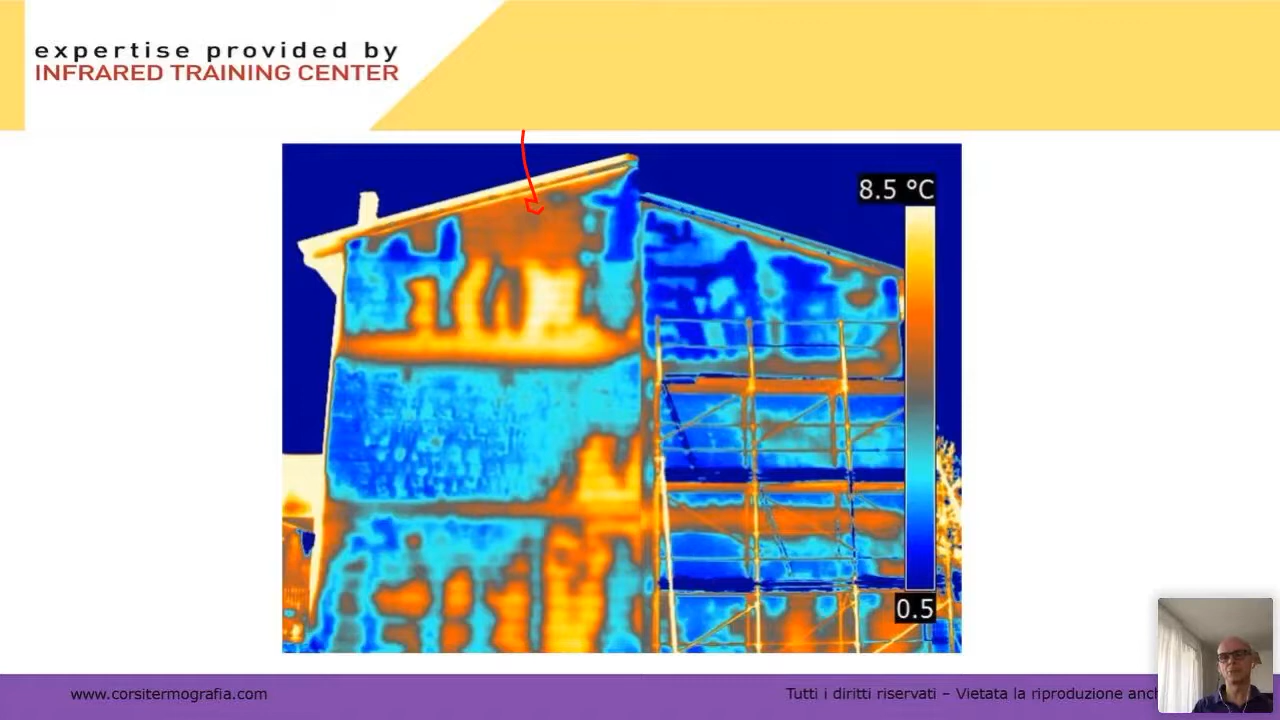 expertise provided by
INFRARED TRAINING CENTER
8.5 °C
0.5
www.corsitermografia.com
Tutti i diritti riservati – Vietata la riproduzione